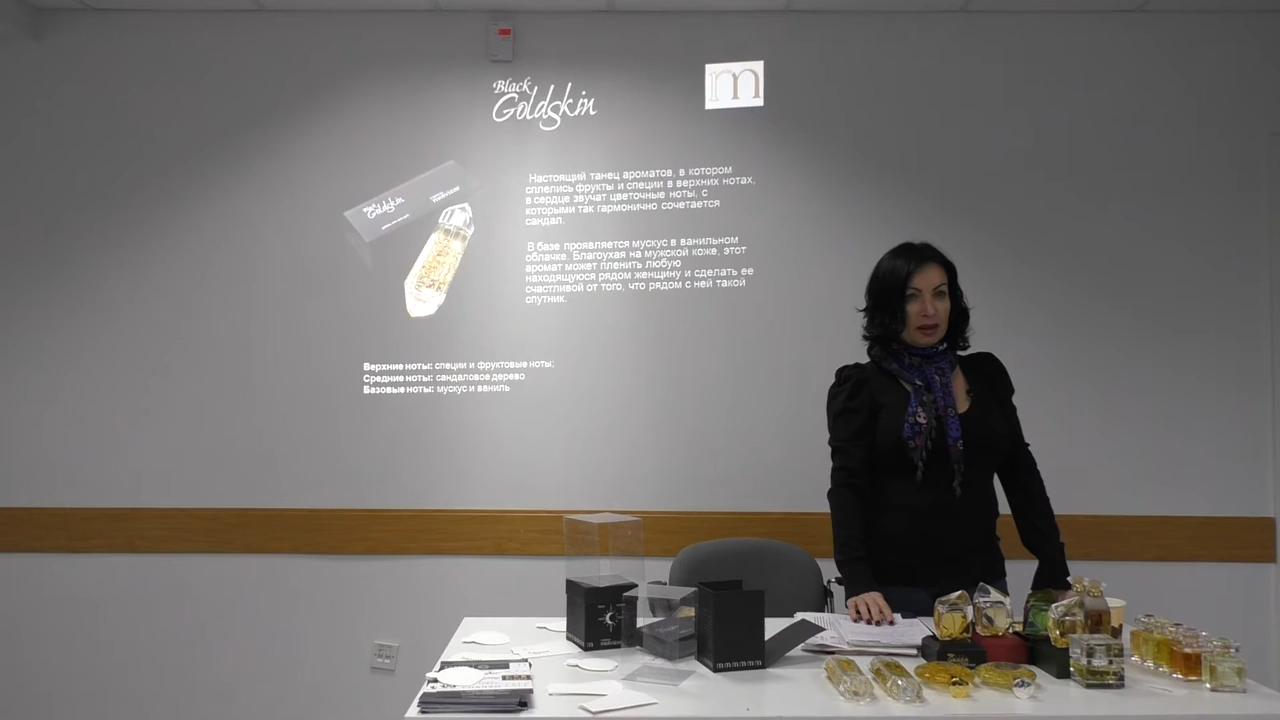 Black
Goldskin
m
Black
Goldskin
Настоящий танец ароматов, в котором
сплелись фрукты и специи в верхних нотах,
в сердце звучат цветочные ноты, с
которыми так гармонично сочетается
сандал.
В базе проявляется мускус в ванильном
облачке. Благоухая на мужской коже, этот
аромат может пленить любую
находящуюся рядом женщину и сделать ее
счастливой от того, что рядом с ней такой
спутник.
Верхние ноты: специи и фруктовые ноты;
Средние ноты: сандаловое дерево
Базовые ноты: мускус и ваниль